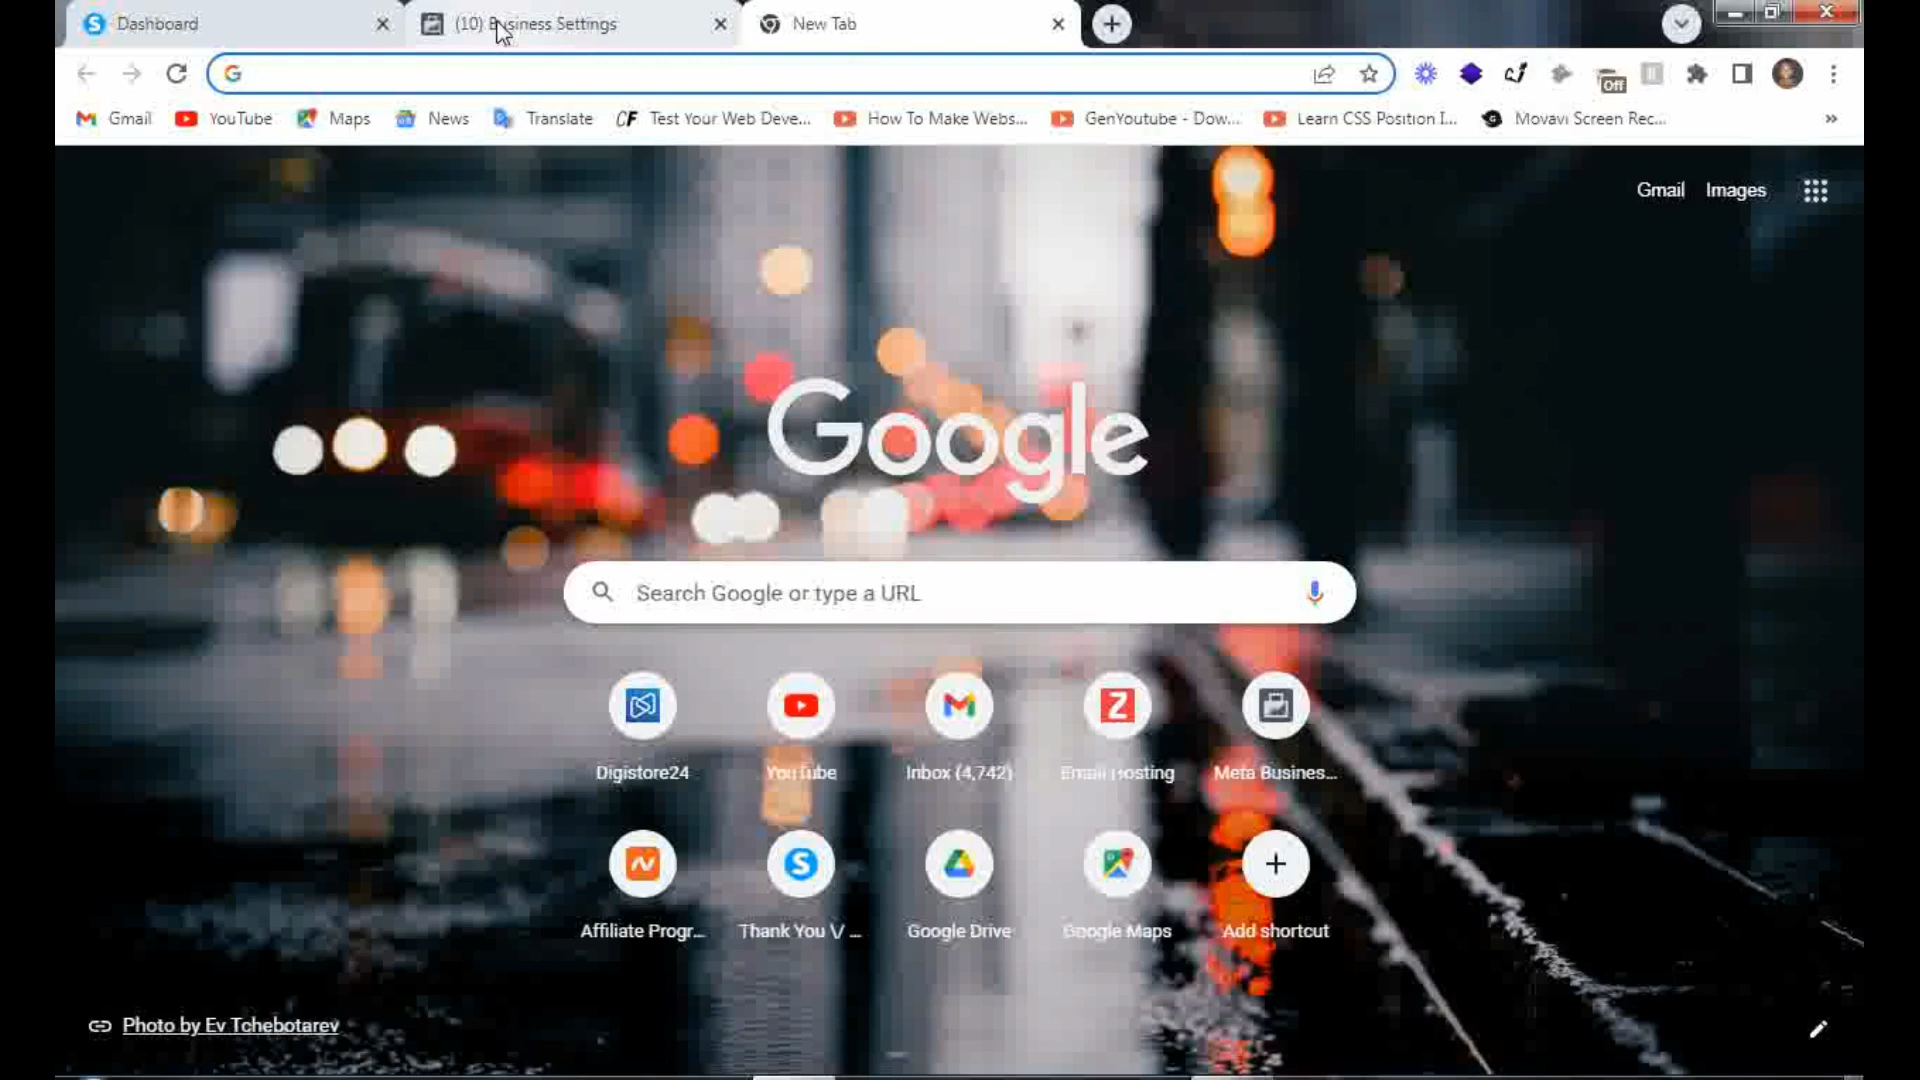 Dashboard
(10) Business Settings
New Tab
Off
Gmail
YouTube
Maps
News
Translate
CF Test Your Web Deve...
How To Make Webs...
GenYoutube - Dow...
Learn CSS Position I...
Movavi Screen Rec...
»
Gmail Images
Google
Search Google or type a URL
Digistore24
YouTube
Inbox (4,742)
Email Hosting
Meta Busines...
Affiliate Progr...
Thank You \/ ...
Google Drive
Google Maps
Add shortcut
Photo by Ev Tchebotarev